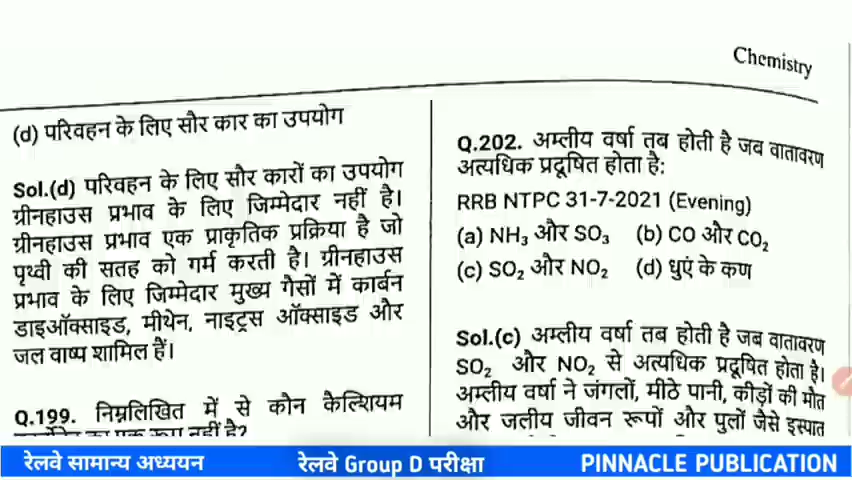 Chemistry
(d) परिवहन के लिए सौर कार का उपयोग
Sol.(d) परिवहन के लिए सौर कारों का उपयोग
ग्रीनहाउस प्रभाव के लिए जिम्मेदार नहीं है।
ग्रीनहाउस प्रभाव एक प्राकृतिक प्रक्रिया है जो
पृथ्वी की सतह को गर्म करती है। ग्रीनहाउस
प्रभाव के लिए जिम्मेदार मुख्य गैसों में कार्बन
डाइऑक्साइड, मीथेन, नाइट्रस ऑक्साइड और
जल वाष्प शामिल हैं।
Q.199. निम्नलिखित में से कौन कैल्शियम
का एक रूप नहीं है?
Q.202. अम्लीय वर्षा तब होती है जब वातावरण
अत्यधिक प्रदूषित होता है:
RRB NTPC 31-7-2021 (Evening)
(a) NH₃ और SO₃ (b) CO और CO₂
(c) SO₂ और NO₂ (d) धुएं के कण
Sol.(c) अम्लीय वर्षा तब होती है जब वातावरण
SO₂ और NO₂ से अत्यधिक प्रदूषित होता है।
अम्लीय वर्षा ने जंगलों, मीठे पानी, कीड़ों की मौत
और जलीय जीवन रूपों और पुलों जैसे इस्पात
रेलवे सामान्य अध्ययन
रेलवे Group D परीक्षा
PINNACLE PUBLICATION